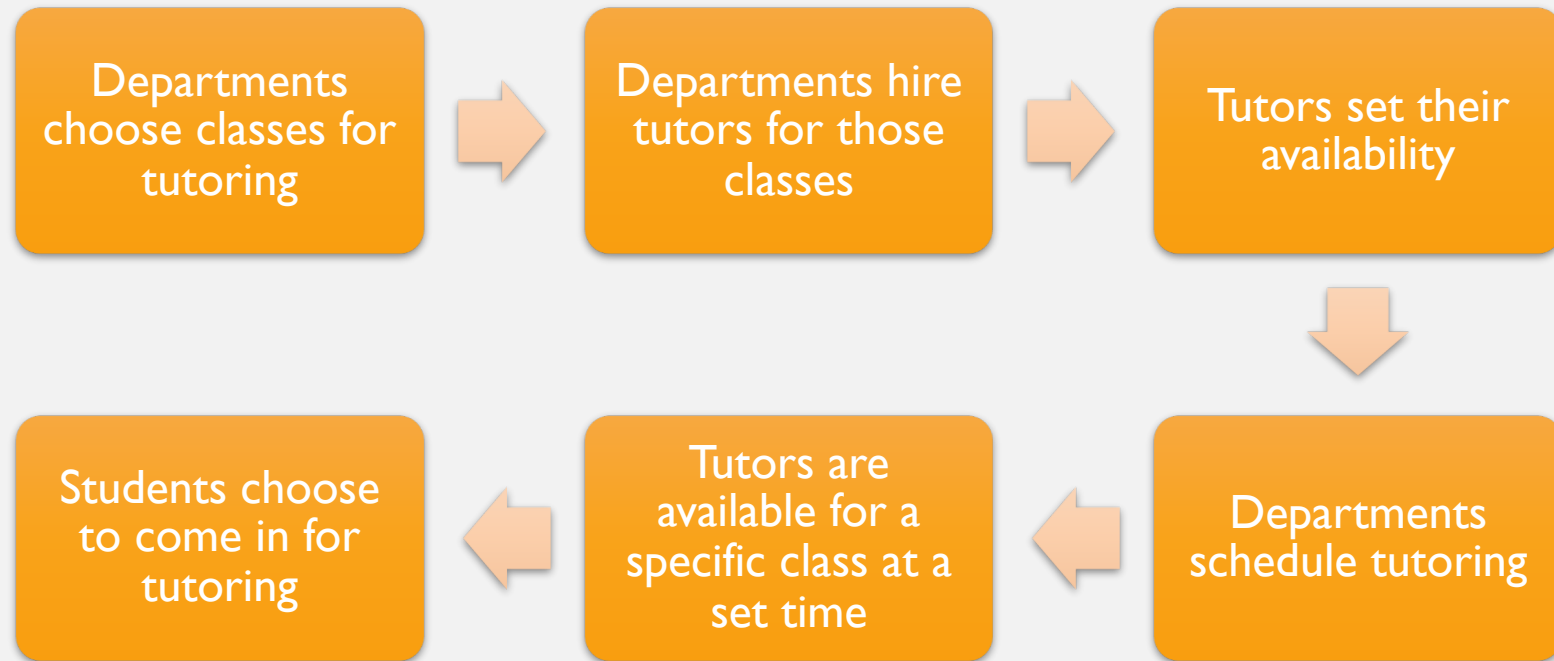 Departments
choose classes for
tutoring
Departments hire
tutors for those
classes
Tutors set their
availability
Departments
schedule tutoring
Tutors are
available for a
specific class at a
set time
Students choose
to come in for
tutoring